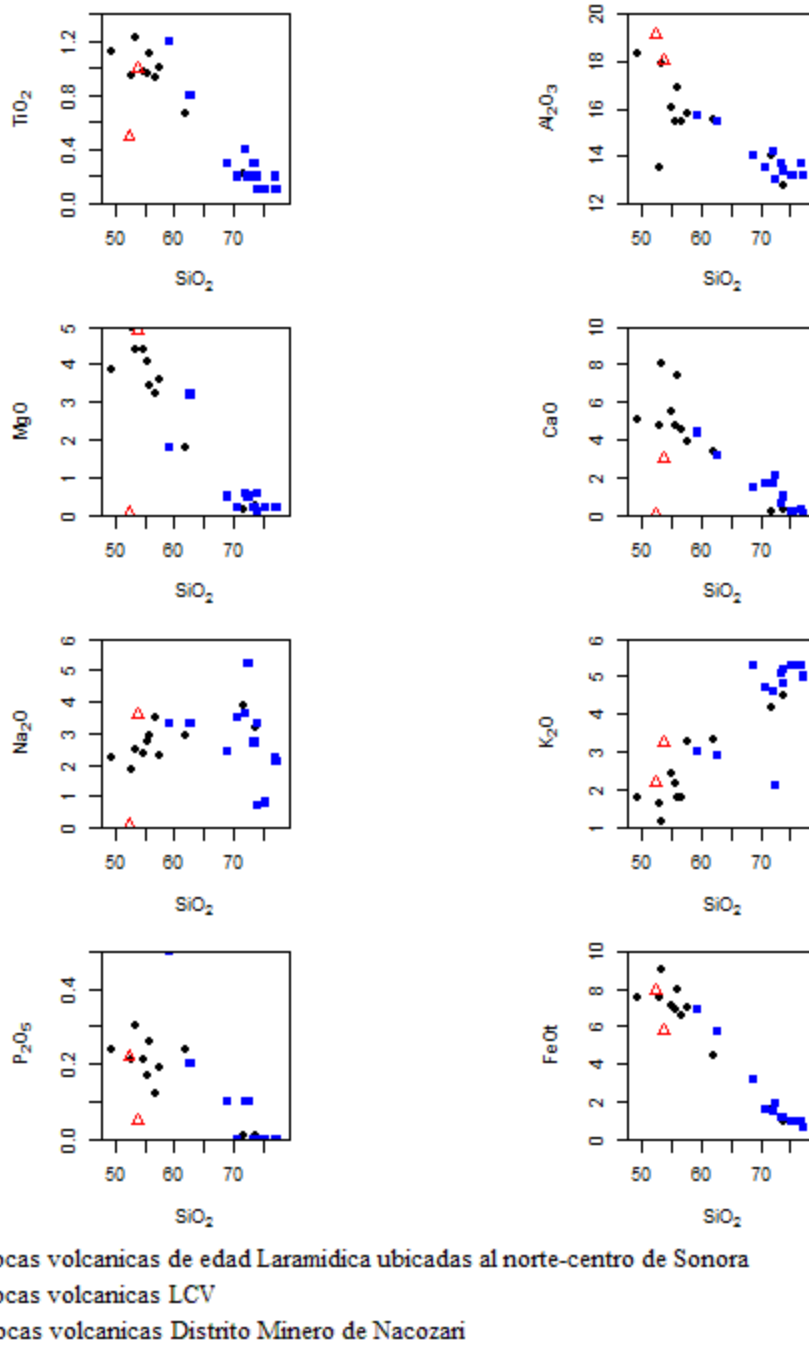 TiO2
0.0 0.4 0.8 1.2
50 60 70
SiO2
Al2O3
12 14 16 18 20
50 60 70
SiO2
MgO
0 1 2 3 4 5
50 60 70
SiO2
CaO
0 2 4 6 8 10
50 60 70
SiO2
Na2O
0 1 2 3 4 5 6
50 60 70
SiO2
K2O
1 2 3 4 5 6
50 60 70
SiO2
P2O5
0.0 0.2 0.4
50 60 70
SiO2
FeOt
0 2 4 6 8 10
50 60 70
SiO2
ocas volcanicas de edad Laramidica ubicadas al norte-centro de Sonora
ocas volcanicas LCV
ocas volcanicas Distrito Minero de Nacozari